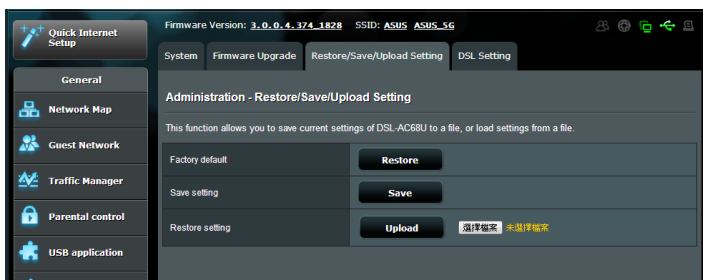 Quick Internet Setup
Firmware Version: 3.0.0.4.374_1828 SSID: ASUS ASUS_5G
System Firmware Upgrade Restore/Save/Upload Setting DSL Setting
General
Network Map
Guest Network
Traffic Manager
Parental control
USB application
Administration - Restore/Save/Upload Setting
This function allows you to save current settings of DSL-AC68U to a file, or load settings from a file.
Factory default Restore
Save setting Save
Restore setting Upload 選擇檔案 未選擇檔案